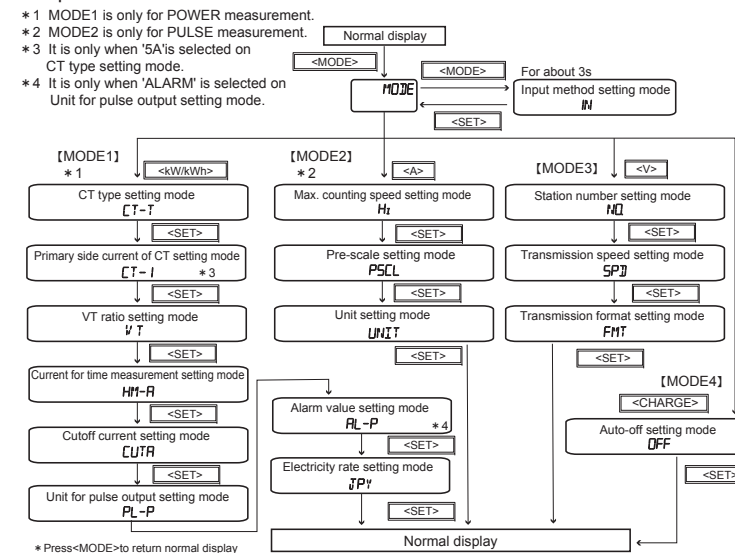 *1 MODE1 is only for POWER measurement.
*2 MODE2 is only for PULSE measurement.
*3 It is only when '5A'is selected on
CT type setting mode.
*4 It is only when 'ALARM' is selected on
Unit for pulse output setting mode.
Normal display
<MODE>
MODE
<MODE>
For about 3s
Input method setting mode
IN
<SET>
【MODE1】
*1
<kW/kWh>
CT type setting mode
CT-T
<SET>
Primary side current of CT setting mode
CT-1 *3
<SET>
VT ratio setting mode
VT
<SET>
Current for time measurement setting mode
HM-A
<SET>
Cutoff current setting mode
CUTA
<SET>
Unit for pulse output setting mode
PL-P
【MODE2】
*2
<A>
Max. counting speed setting mode
Hz
<SET>
Pre-scale setting mode
PSCL
<SET>
Unit setting mode
UNIT
<SET>
Alarm value setting mode
AL-P *4
<SET>
Electricity rate setting mode
JPY
<SET>
【MODE3】
<V>
Station number setting mode
NO.
<SET>
Transmission speed setting mode
SPD
<SET>
Transmission format setting mode
FMT
<SET>
【MODE4】
<CHARGE>
Auto-off setting mode
OFF
<SET>
Normal display
*Press<MODE>to return normal display